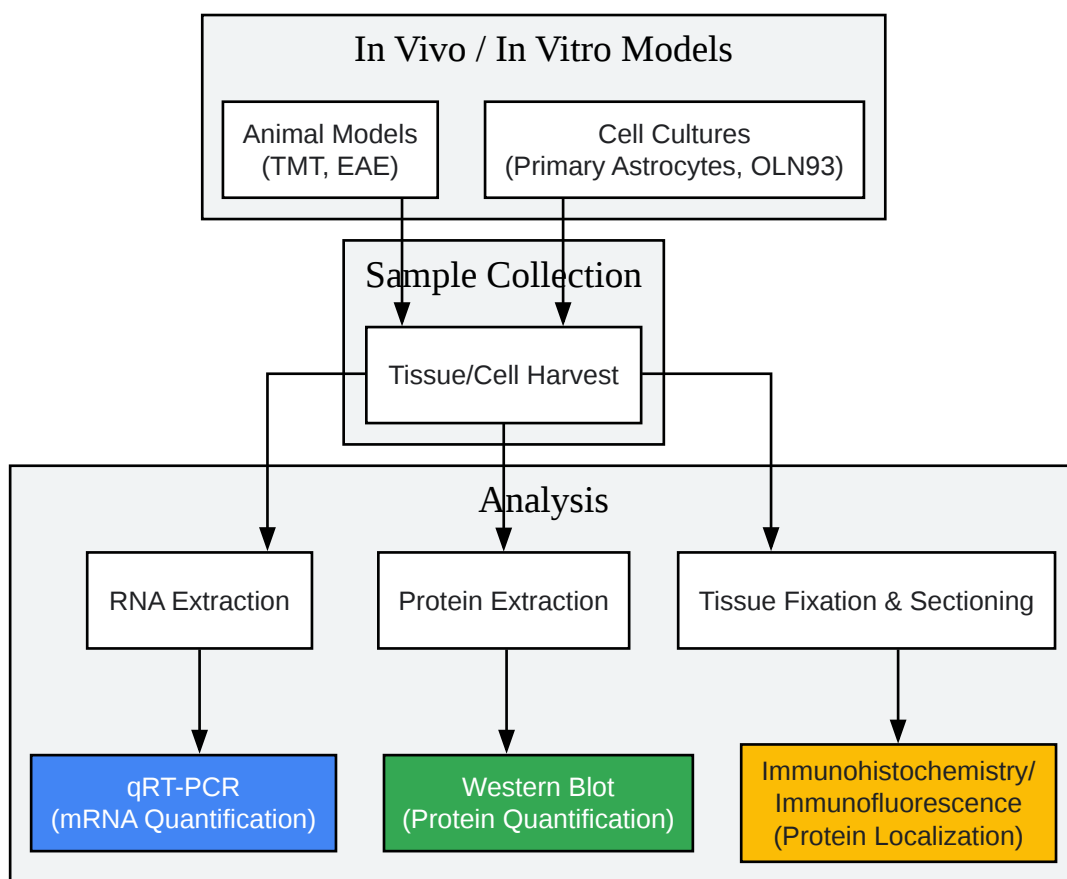 In Vivo / In Vitro Models
Animal Models
(TMT, EAE)
Cell Cultures
(Primary Astrocytes, OLN93)
Sample Collection
Tissue/Cell Harvest
Analysis
RNA Extraction
Protein Extraction
Tissue Fixation & Sectioning
qRT-PCR
(mRNA Quantification)
Western Blot
(Protein Quantification)
Immunohistochemistry/
Immunofluorescence
(Protein Localization)